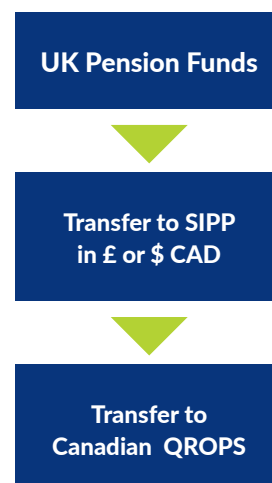 UK Pension Funds
Transfer to SIPP
in £ or $ CAD
Transfer to
Canadian QROPS